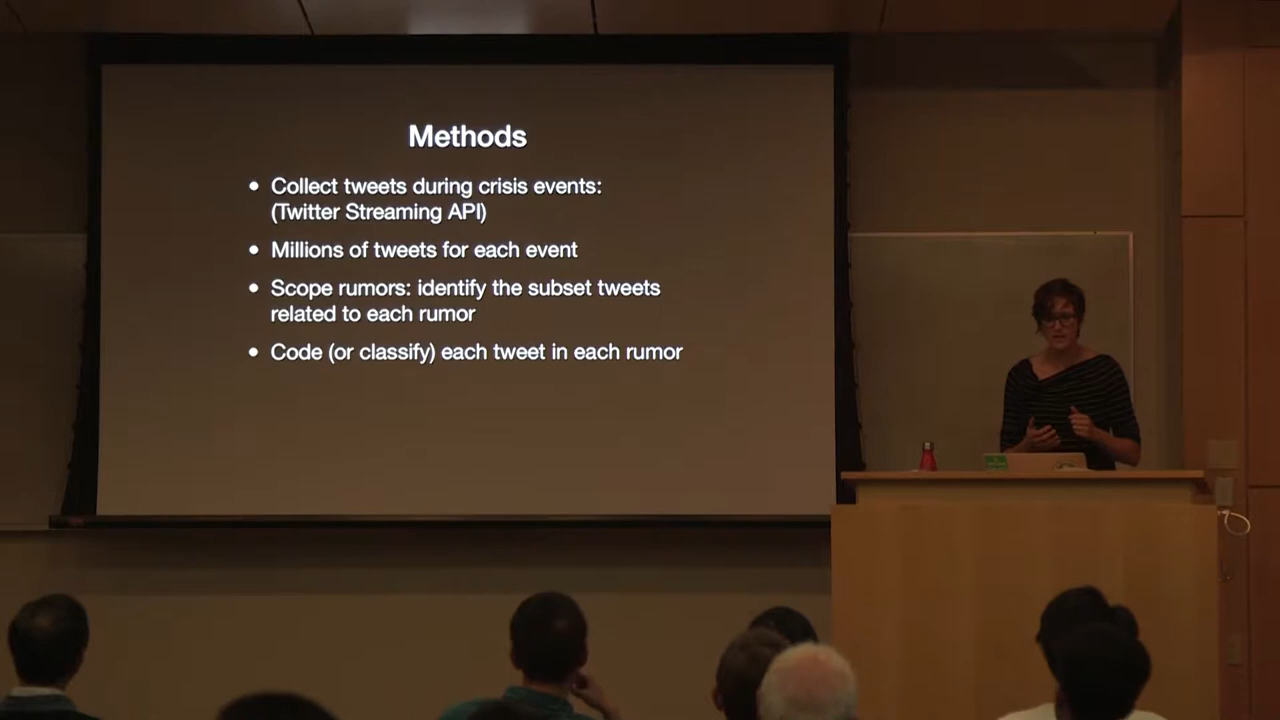 Methods
• Collect tweets during crisis events:
(Twitter Streaming API)
• Millions of tweets for each event
• Scope rumors: identify the subset tweets
related to each rumor
• Code (or classify) each tweet in each rumor